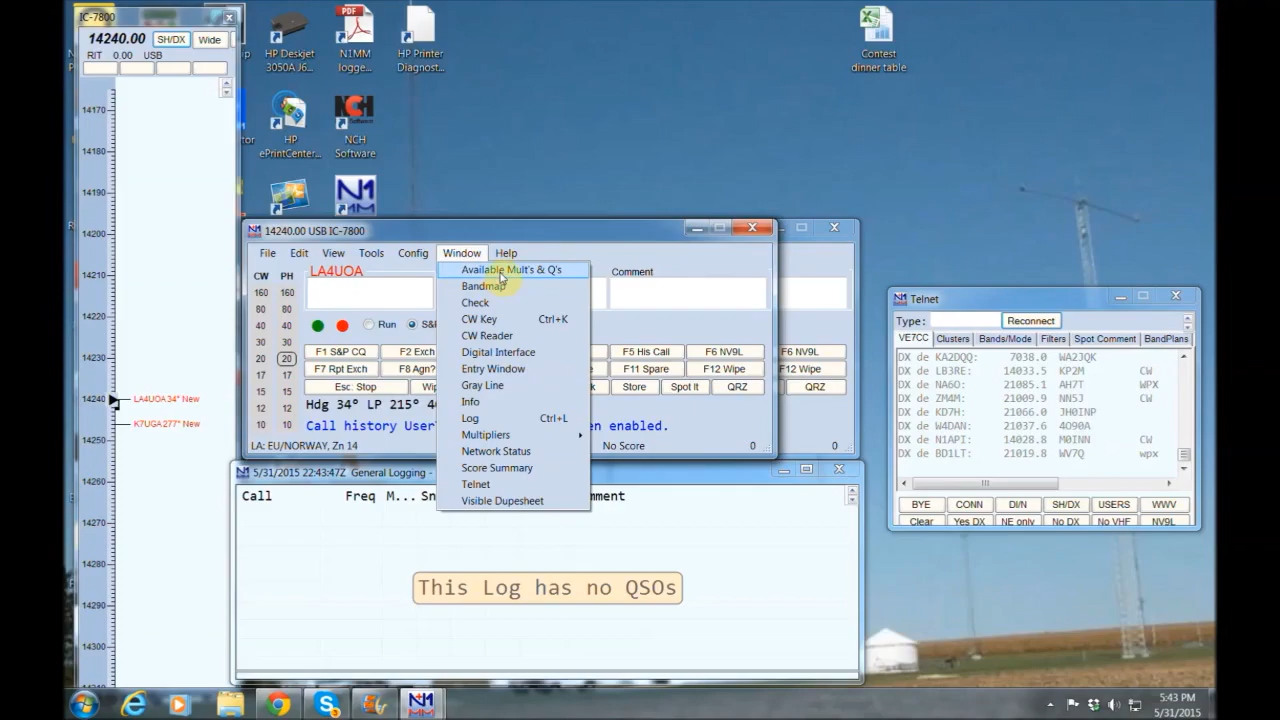 IC-7800
14240.00 SH/DX Wide
RIT 0.00 USB
14170
14180
14190
14200
14210
14220
14230
14240 LA4UOA 34° New
K7UGA 277° New
14250
14260
14270
14280
14290
14300
HP Deskjet
3050A J6...
N1MM
logge...
HP Printer
Diagnost...
HP
ePrintCenter...
NCH
Software
Contest
dinner table
14240.00 USB IC-7800
File Edit View Tools Config Window Help
CW PH
160 160
80 80
40 40
30 30
20 20
17 17
15 15
12 12
10 10
LA4UOA
Comment
Run
F1 S&P CQ F2 Exch F5 His Call F6 NV9L F6 NV9L
F7 Rpt Exch F8 Agn? F11 Spare F12 Wipe F12 Wipe
Esc: Stop Store Spot It QRZ QRZ
Hdg 34° LP 215°
Call history User en enabled.
LA: EU/NORWAY, Zn 14 No Score 0 0
Available Mult's & Q's
Bandmap
Check
CW Key Ctrl+K
CW Reader
Digital Interface
Entry Window
Gray Line
Info
Log Ctrl+L
Multipliers
Network Status
Score Summary
Telnet
Visible Dupesheet
5/31/2015 22:43:47Z General Logging -
Call Freq M... Sn
This Log has no QSOs
Telnet
Type: Reconnect
VE7CC Clusters Bands/Mode Filters Spot Comment BandPlans
DX de KA2DQQ: 7038.0 WA2JQK
DX de LB3RE: 14033.5 KP2M CW
DX de NA6O: 21085.1 AH7T WPX
DX de ZM4M: 21009.9 NN5J CW
DX de KD7H: 21066.0 JH0INP
DX de W4DAN: 21037.6 4O90A
DX de N1API: 14028.8 M0INN CW
DX de BD1LT: 21019.8 WV7Q wpx
BYE CONN DI/N SH/DX USERS WWV
Clear Yes DX NE only No DX No VHF NV9L
5:43 PM
5/31/2015